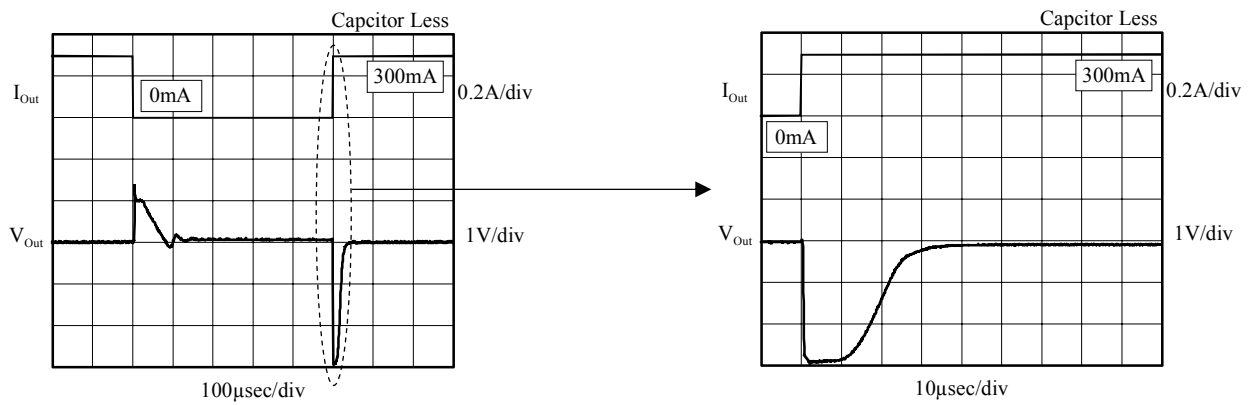 Capcitor Less
I_Out
0mA
300mA
0.2A/div
V_Out
1V/div
100µsec/div
Capcitor Less
I_Out
0mA
300mA
0.2A/div
V_Out
1V/div
10µsec/div